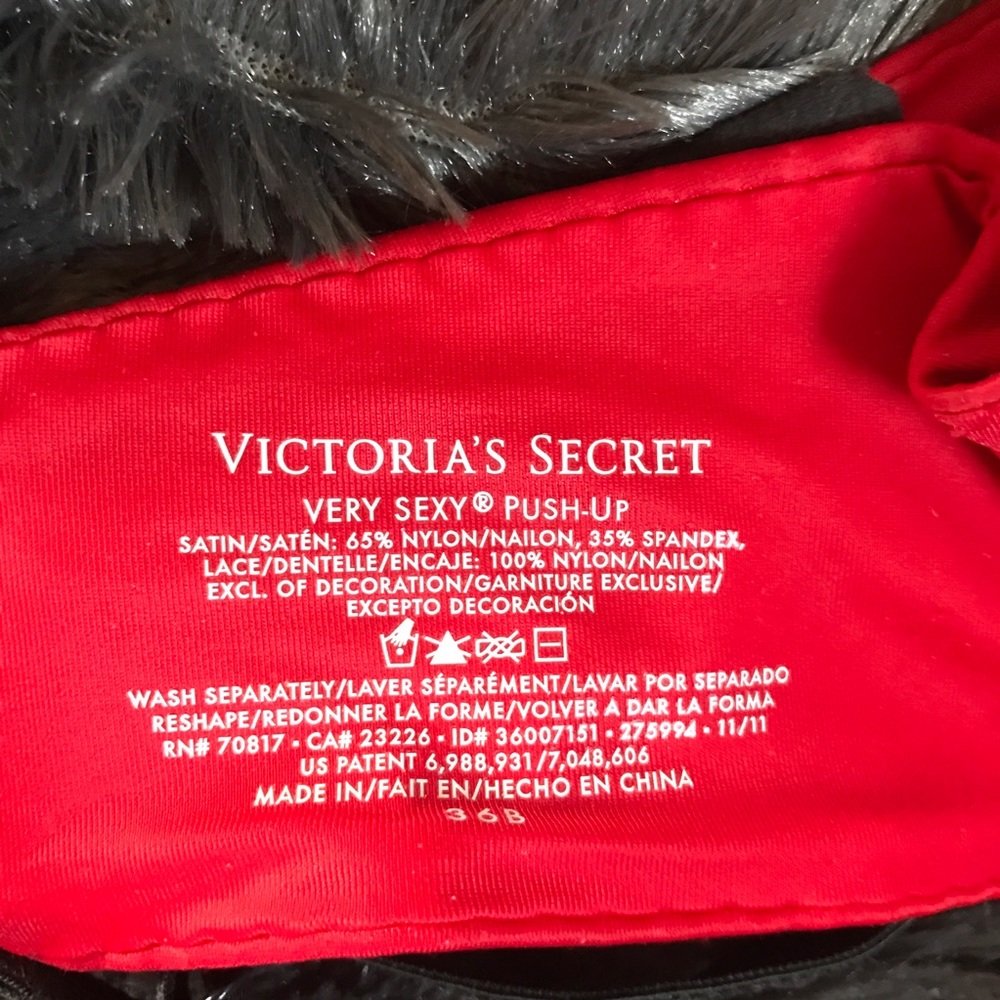 VICTORIA'S SECRET
VERY SEXY® PUSH-UP
SATIN/SATÉN: 65% NYLON/NAILON, 35% SPANDEX,
LACE/DENTELLE/ENCAJE: 100% NYLON/NAILON
EXCL. OF DECORATION/GARNITURE EXCLUSIVE/
EXCEPTO DECORACIÓN
WASH SEPARATELY/LAVER SÉPARÉMENT/LAVAR POR SEPARADO
RESHAPE/REDONNER LA FORME/VOLVER A DAR LA FORMA
RN# 70817 • CA# 23226 • ID# 36007151 • 275994 • 11/11
US PATENT 6,988,931/7,048,606
MADE IN/FAIT EN/HECHO EN CHINA
36B